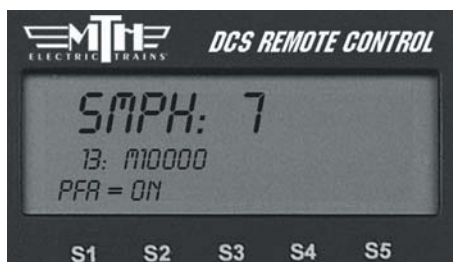 MTH
ELECTRIC TRAINS
DCS REMOTE CONTROL
SMPH: 7
13: M10000
PFA = ON
S1 S2 S3 S4 S5